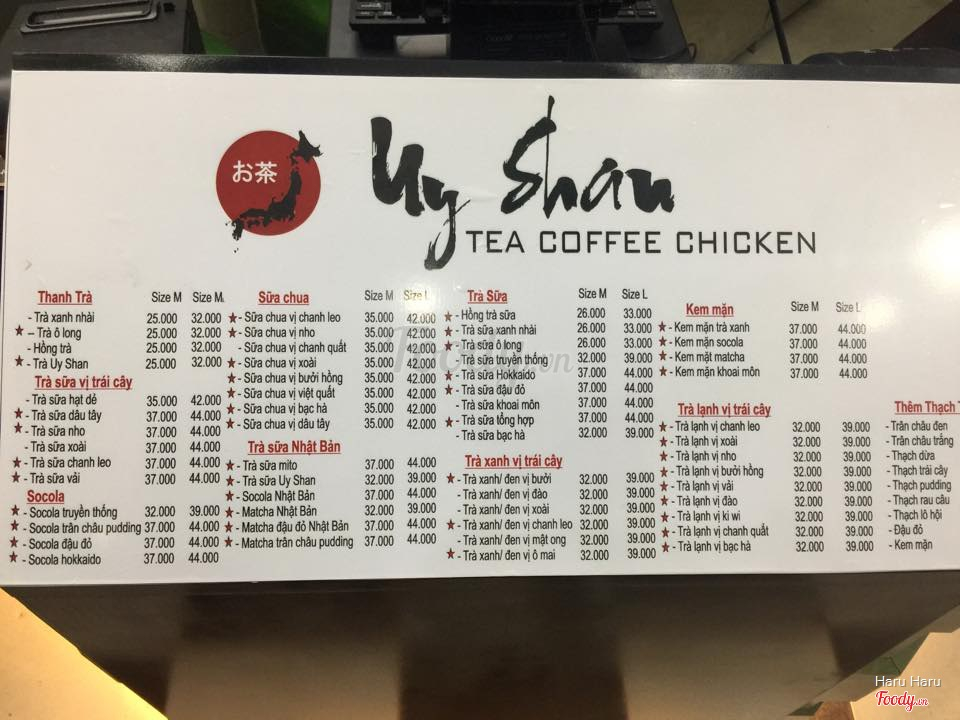 お茶
Uy Shan
TEA COFFEE CHICKEN
Thanh Trà Size M Size M
- Trà xanh nhài 25.000 32.000
– Trà ô long 25.000 32.000
- Hồng trà 25.000 32.000
- Trà Uy Shan 25.000 32.000
Trà sữa vị trái cây
- Trà sữa hạt dẻ 35.000 42.000
- Trà sữa dâu tây 37.000 44.000
- Trà sữa nho 37.000 44.000
- Trà sữa xoài 37.000 44.000
- Trà sữa chanh leo 37.000 44.000
- Trà sữa vải 37.000 44.000
Socola
- Socola truyền thống 32.000 39.000
- Socola trân châu pudding 37.000 44.000
- Socola đậu đỏ 37.000 44.000
- Socola hokkaido 37.000 44.000
Sữa chua Size M Size L
- Sữa chua vị chanh leo 35.000 42.000
- Sữa chua vị nho 35.000 42.000
- Sữa chua vị chanh quất 35.000 42.000
- Sữa chua vị xoài 35.000 42.000
- Sữa chua vị bưởi hồng 35.000 42.000
- Sữa chua vị việt quất 35.000 42.000
- Sữa chua vị bạc hà 35.000 42.000
- Sữa chua vị dâu tây 35.000 42.000
Trà sữa Nhật Bản
- Trà sữa mito 37.000 44.000
- Trà sữa Uy Shan 32.000 39.000
- Socola Nhật Bản 37.000 44.000
- Matcha Nhật Bản 32.000 39.000
- Matcha đậu đỏ Nhật Bản 37.000 44.000
- Matcha trân châu pudding 37.000 44.000
Trà Sữa Size M Size L
- Hồng trà sữa 26.000 33.000
- Trà sữa xanh nhài 26.000 33.000
- Trà sữa ô long 26.000 33.000
- Trà sữa truyền thống 32.000 39.000
- Trà sữa Hokkaido 37.000 44.000
- Trà sữa đậu đỏ 37.000 44.000
- Trà sữa khoai môn 37.000 44.000
- Trà sữa tổng hợp 37.000 44.000
- Trà sữa bạc hà 32.000 39.000
Trà xanh vị trái cây
- Trà xanh/ đen vị bưởi 32.000 39.000
- Trà xanh/ đen vị đào 32.000 39.000
- Trà xanh/ đen vị xoài 32.000 39.000
- Trà xanh/ đen vị chanh leo 32.000 39.000
- Trà xanh/ đen vị mật ong 32.000 39.000
- Trà xanh/ đen vị ô mai 32.000 39.000
Kem mặn Size M Size L
- Kem mặn trà xanh 37.000 44.000
- Kem mặn socola 37.000 44.000
- Kem mặt matcha 37.000 44.000
- Kem mặn khoai môn 37.000 44.000
Trà lạnh vị trái cây
- Trà lạnh vị chanh leo 32.000 39.000
- Trà lạnh vị xoài 32.000 39.000
- Trà lạnh vị nho 32.000 39.000
- Trà lạnh vị bưởi hồng 32.000 39.000
- Trà lạnh vị vải 32.000 39.000
- Trà lạnh vị đào 32.000 39.000
- Trà lạnh vị ki wi 32.000 39.000
- Trà lạnh vị chanh quất 32.000 39.000
- Trà lạnh vị bạc hà 32.000 39.000
Thêm Thạch T
- Trân châu đen
- Trân châu trắng
- Thạch dừa
- Thạch trái cây
- Thạch pudding
- Thạch rau câu
- Thạch lô hội
- Đậu đỏ
- Kem mặn
Foody.vn
Haru Haru
Foody.vn